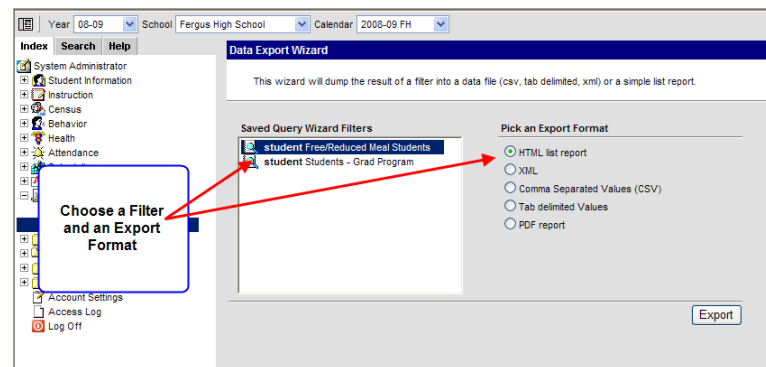 Year 08-09 School Fergus High School Calendar 2008-09 FH
Index Search Help
Data Export Wizard
System Administrator
Student Information
Instruction
Census
Behavior
Health
Attendance
This wizard will dump the result of a filter into a data file (csv, tab delimited, xml) or a simple list report.
Saved Query Wizard Filters
student Free/Reduced Meal Students
student Students - Grad Program
Pick an Export Format
HTML list report
XML
Comma Separated Values (CSV)
Tab delimited Values
PDF report
Choose a Filter
and an Export
Format
Account Settings
Access Log
Log Off
Export